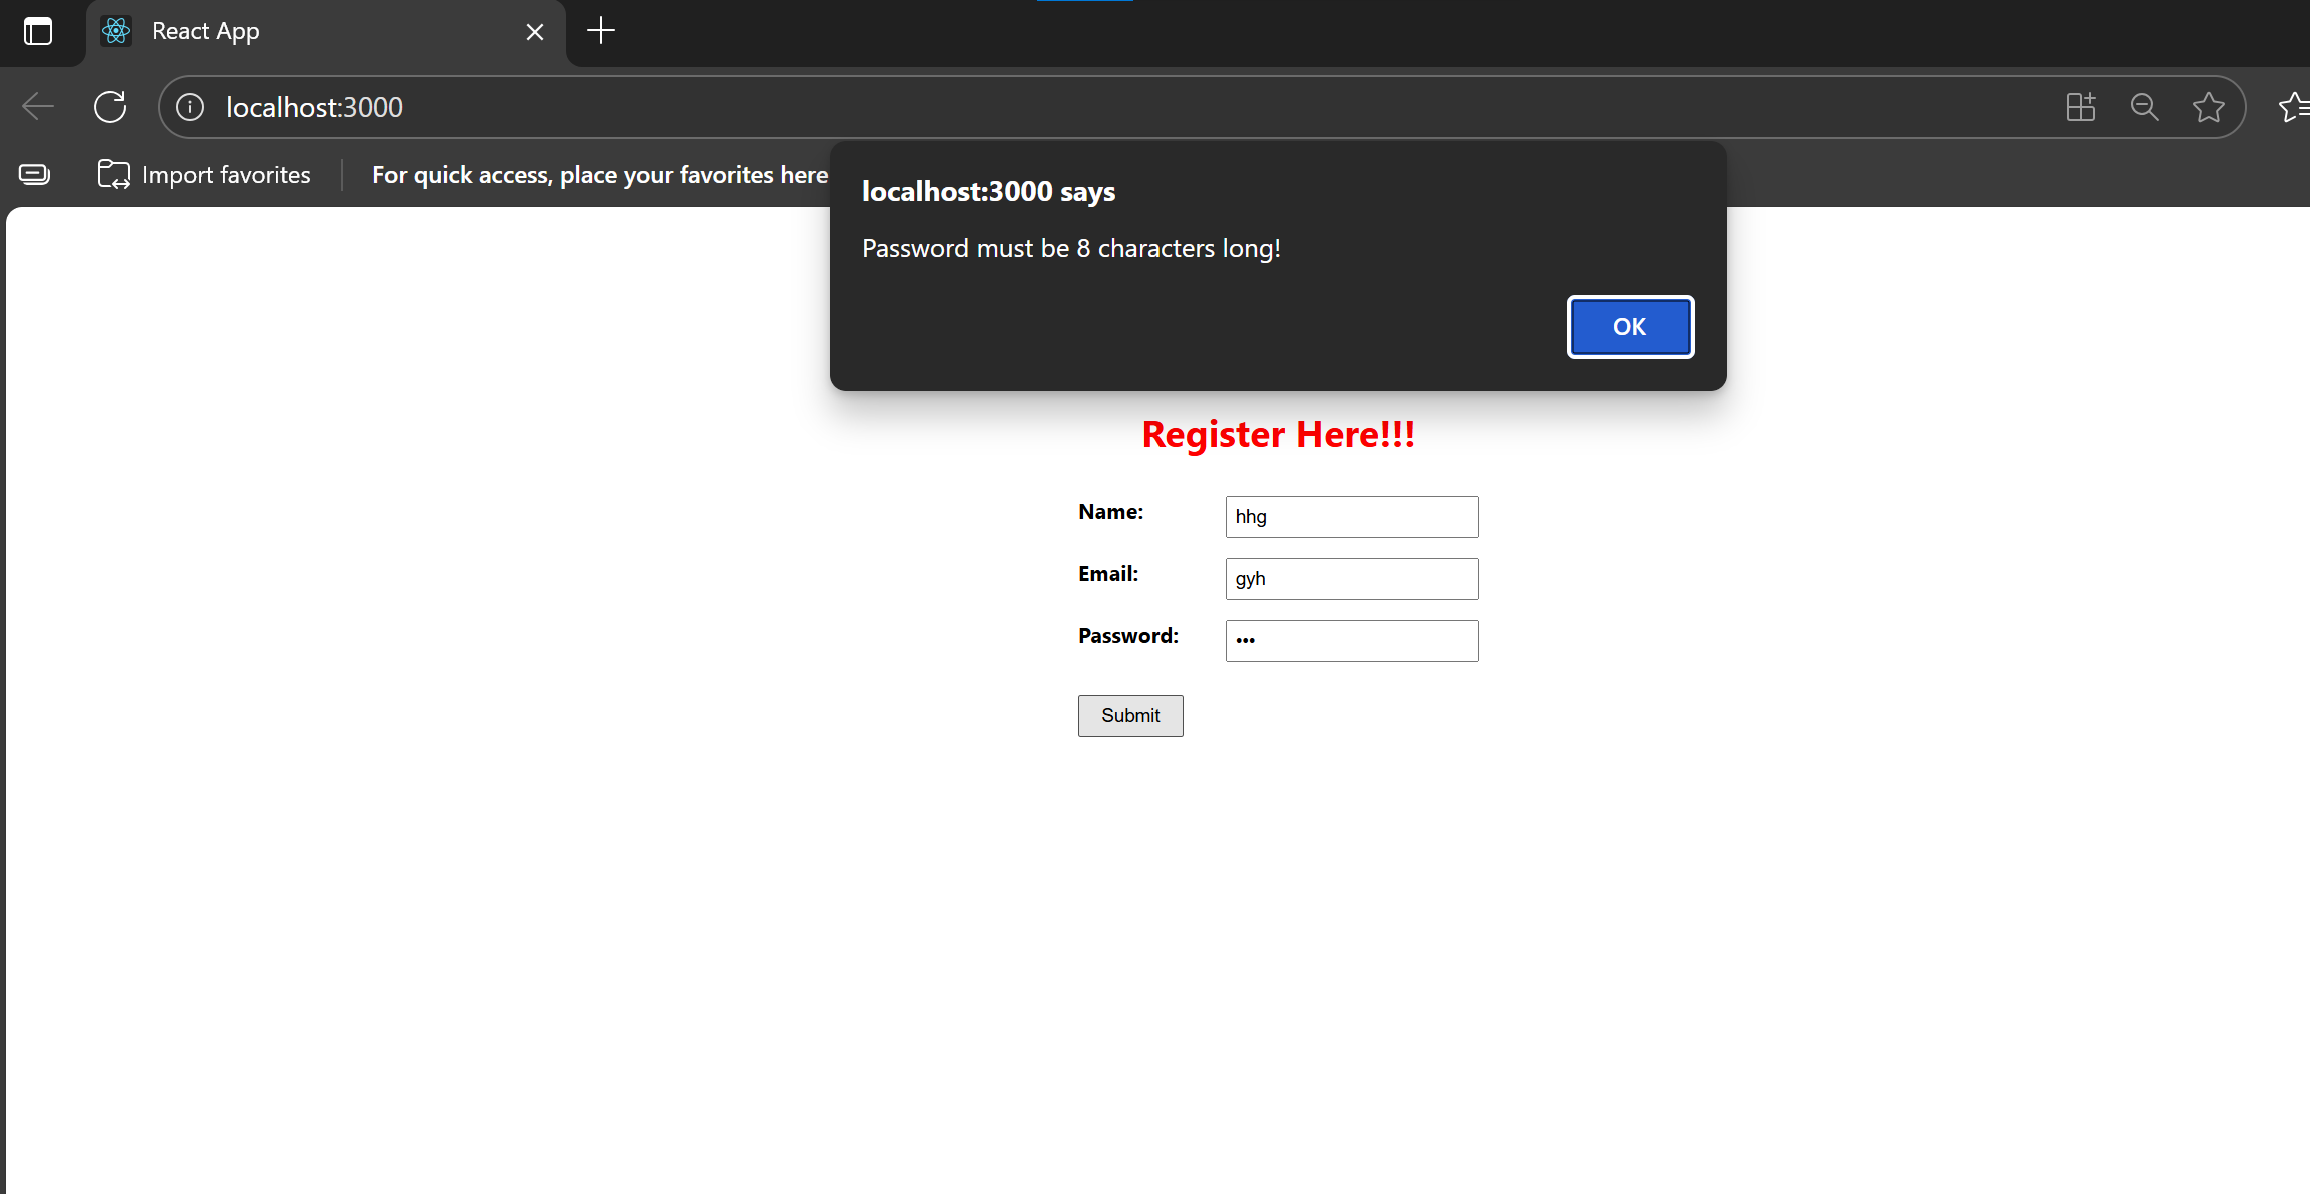 React App
localhost:3000
Import favorites
For quick access, place your favorites here
localhost:3000 says
Password must be 8 characters long!
OK
Register Here!!!
Name:
hhg
Email:
gyh
Password:
•••
Submit